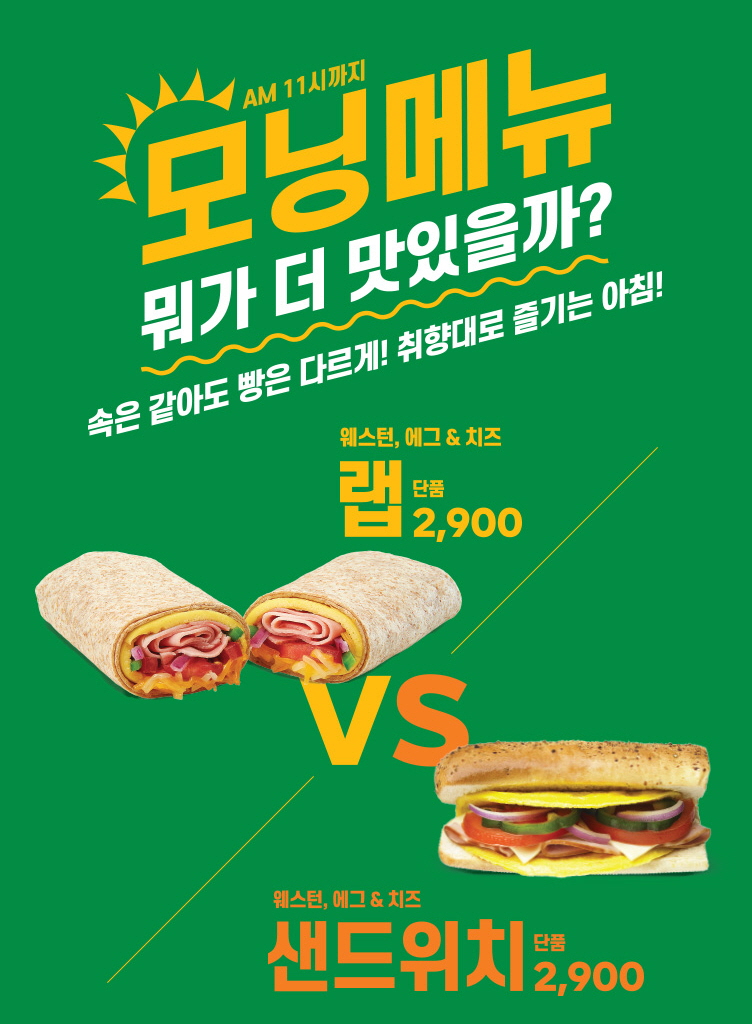 AM 11시까지
모닝메뉴
뭐가 더 맛있을까?
속은 같아도 빵은 다르게! 취향대로 즐기는 아침!
웨스턴, 에그 & 치즈
랩 단품 2,900
VS
웨스턴, 에그 & 치즈
샌드위치 단품 2,900